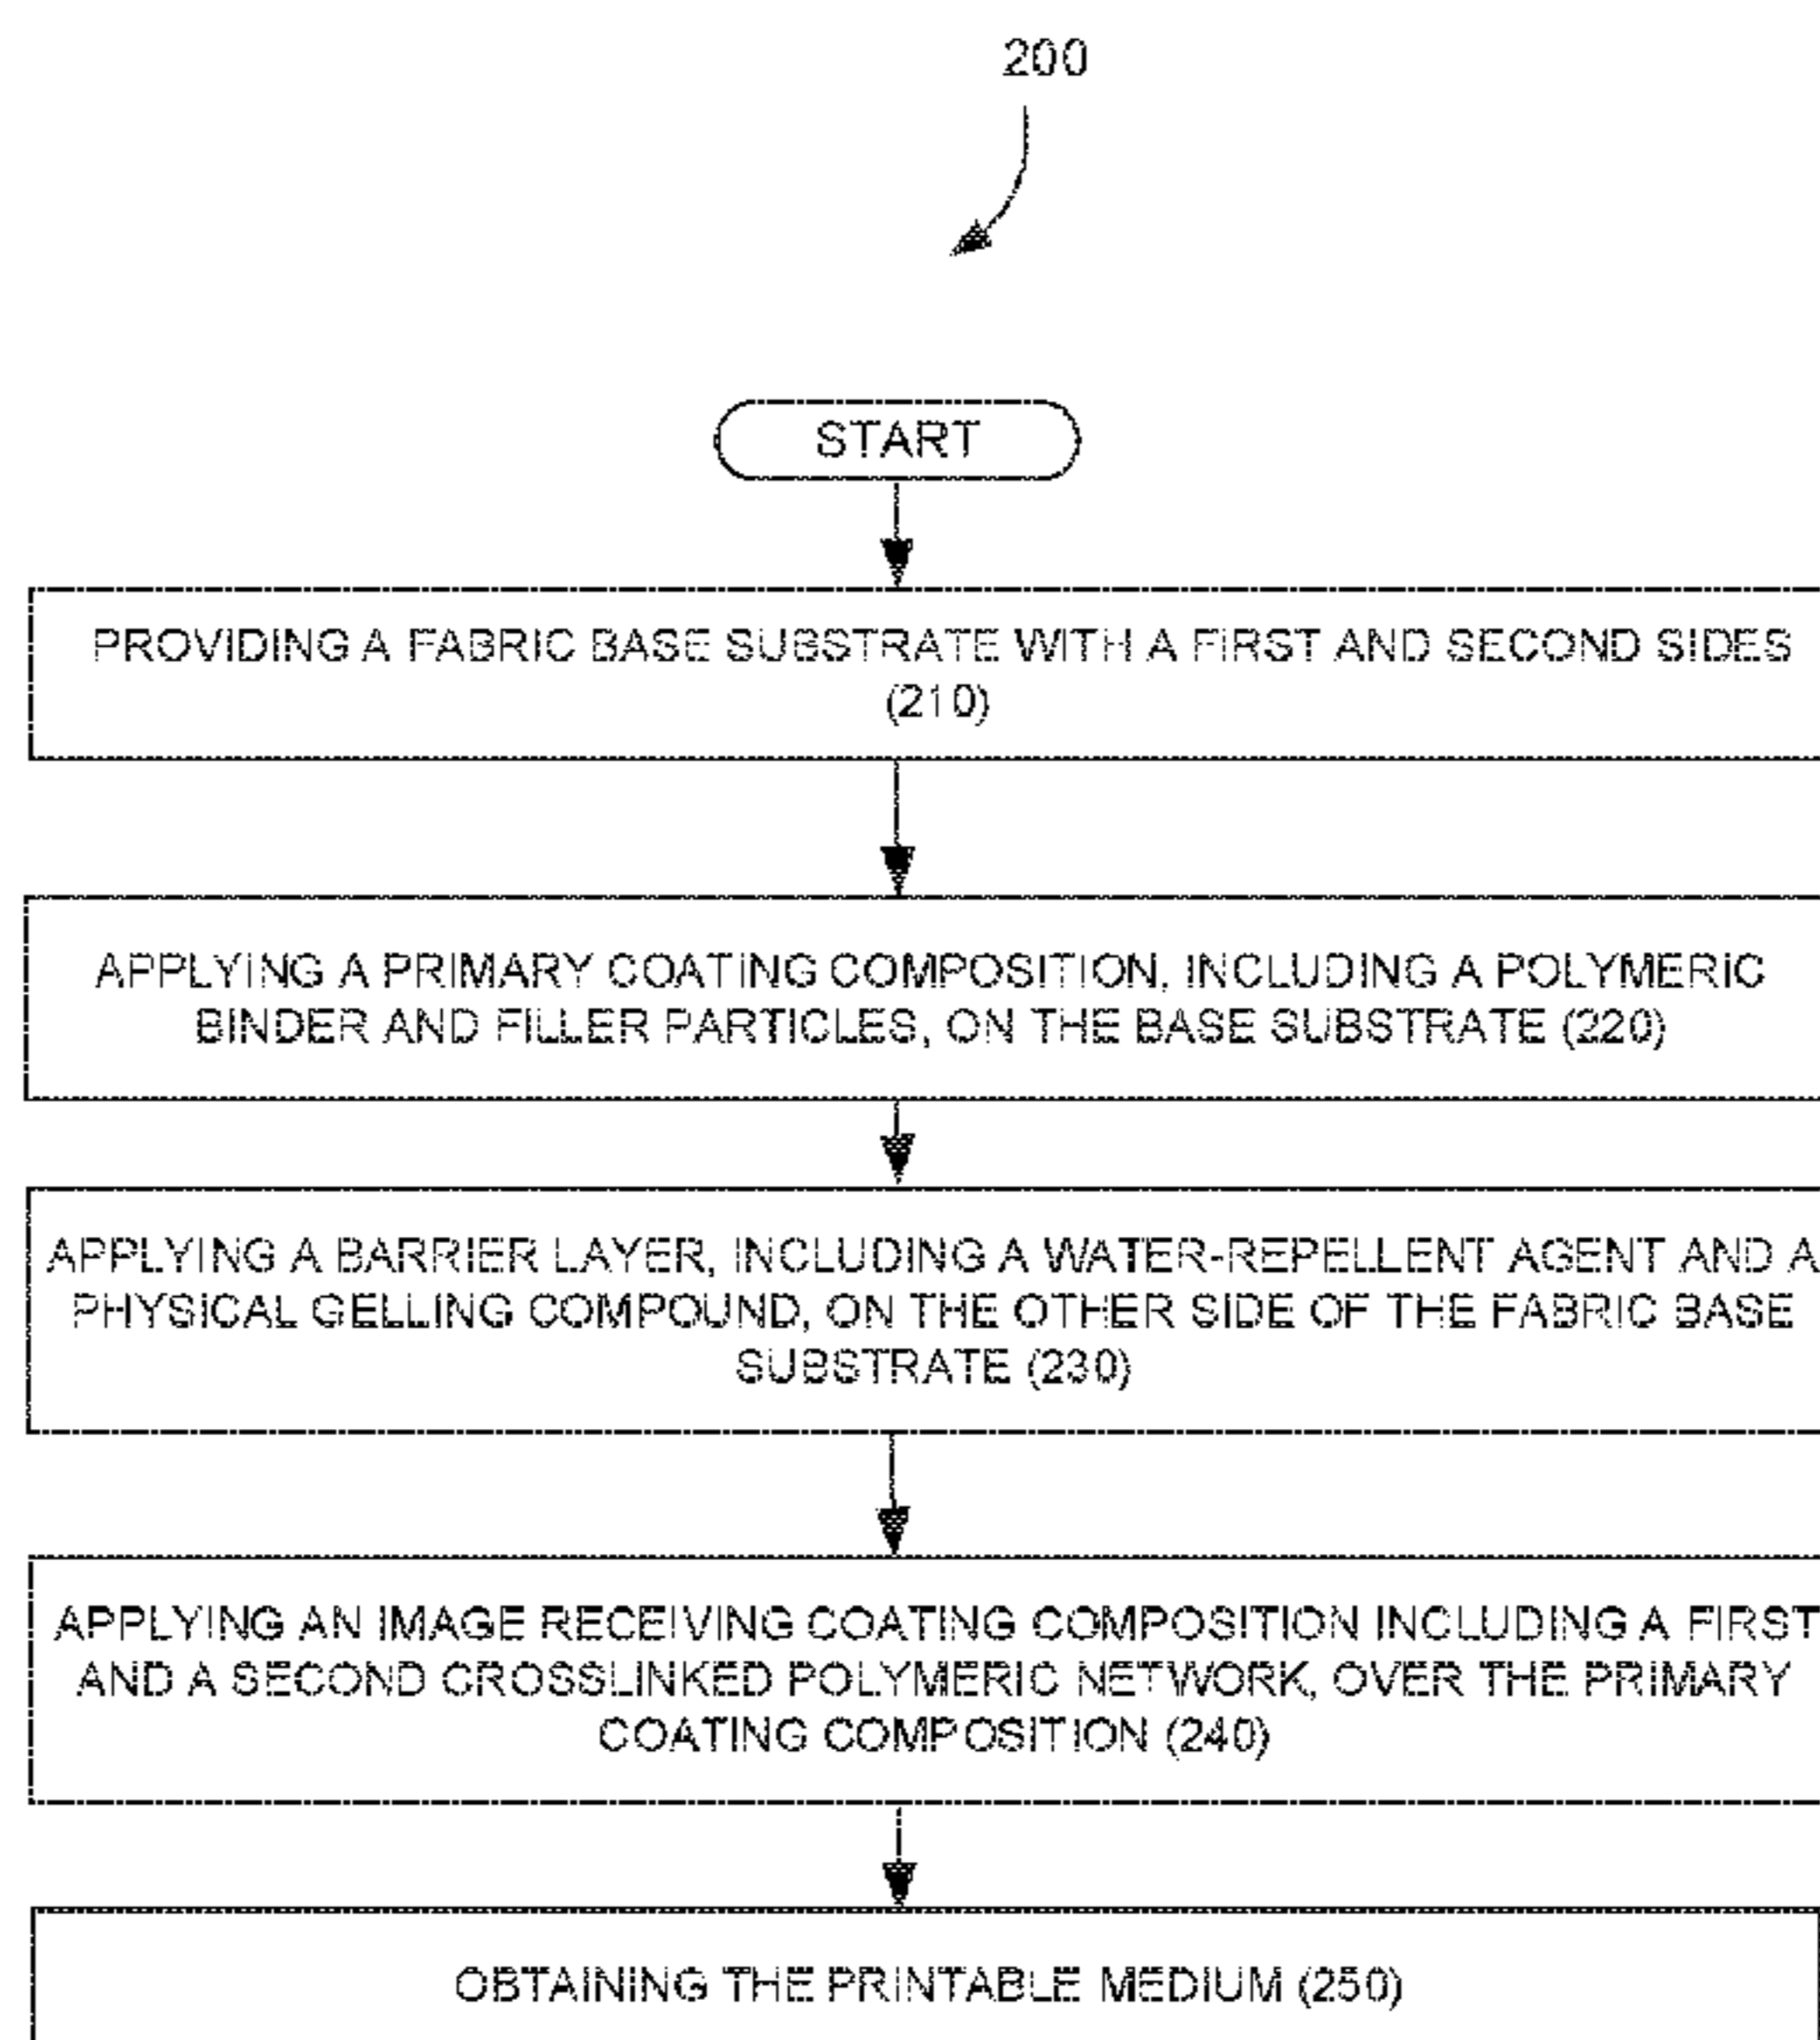 200
START
PROVIDING A FABRIC BASE SUBSTRATE WITH A FIRST AND SECOND SIDES
(210)
APPLYING A PRIMARY COATING COMPOSITION, INCLUDING A POLYMERIC
BINDER AND FILLER PARTICLES, ON THE BASE SUBSTRATE (220)
APPLYING A BARRIER LAYER, INCLUDING A WATER-REPELLENT AGENT AND A
PHYSICAL GELLING COMPOUND, ON THE OTHER SIDE OF THE FABRIC BASE
SUBSTRATE (230)
APPLYING AN IMAGE RECEIVING COATING COMPOSITION INCLUDING A FIRST
AND A SECOND CROSSLINKED POLYMERIC NETWORK, OVER THE PRIMARY
COATING COMPOSITION (240)
OBTAINING THE PRINTABLE MEDIUM (250)